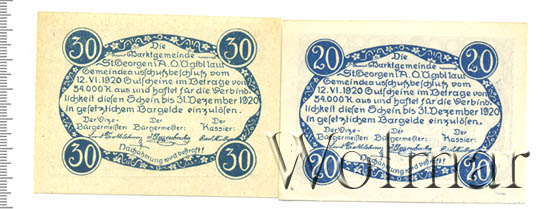 30 30
Die
Marktgemeinde
St. Georgen i. A. O.Ö. gibt laut
Gemeindeausschußbeschluß vom
12. VI. 1920 Gutscheine im Betrage von
54.000 K aus und haftet für die Verbind-
lichkeit diesen Schein bis 31. Dezember 1920
in gesetzlichem Bargelde einzulösen.
Der Vize- Der Der
Bürgermeister: Bürgermeister: Kassier:
Nachahmung wird bestraft!
30 30
20 20
Die
Marktgemeinde
St. Georgen i. A. O.Ö. gibt laut
Gemeindeausschußbeschluß vom
12. VI. 1920 Gutscheine im Betrage von
54.000 K aus und haftet für die Verbind-
lichkeit diesen Schein bis 31. Dezember 1920
in gesetzlichem Bargelde einzulösen.
Der Vize- Der Der
Bürgermeister: Bürgermeister: Kassier:
Nachahmung wird bestraft!
20 20
Wolmar